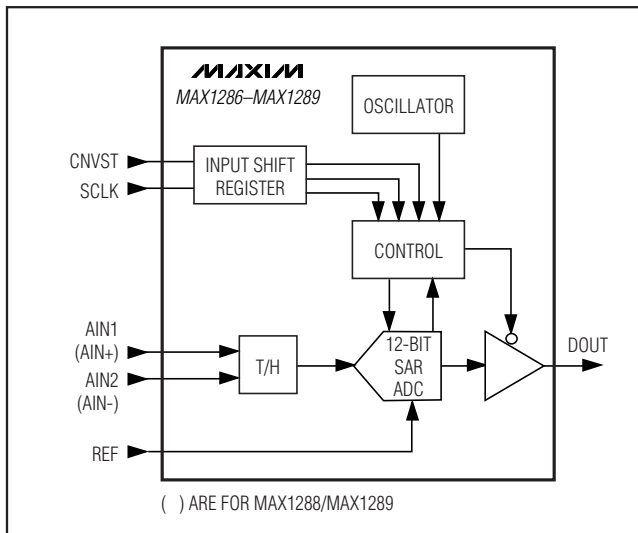 MAXIM
MAX1286–MAX1289
OSCILLATOR
CNVST
SCLK
INPUT SHIFT
REGISTER
CONTROL
AIN1
(AIN+)
AIN2
(AIN-)
T/H
12-BIT
SAR
ADC
DOUT
REF
( ) ARE FOR MAX1288/MAX1289